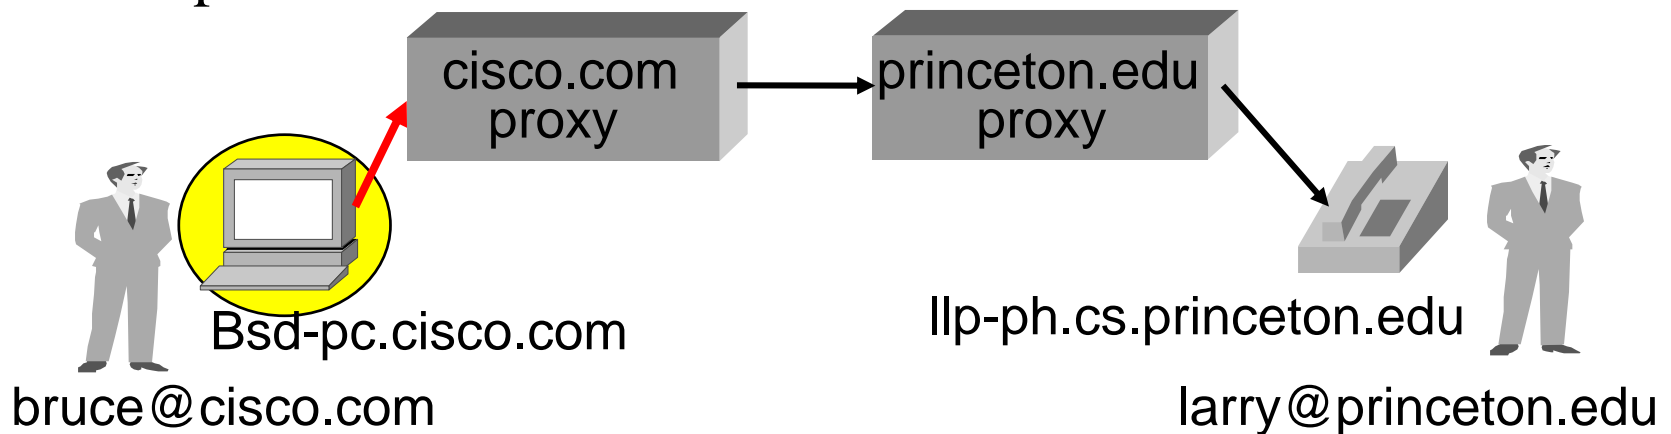 cisco.com
proxy
princeton.edu
proxy
Bsd-pc.cisco.com
llp-ph.cs.princeton.edu
bruce@cisco.com
larry@princeton.edu